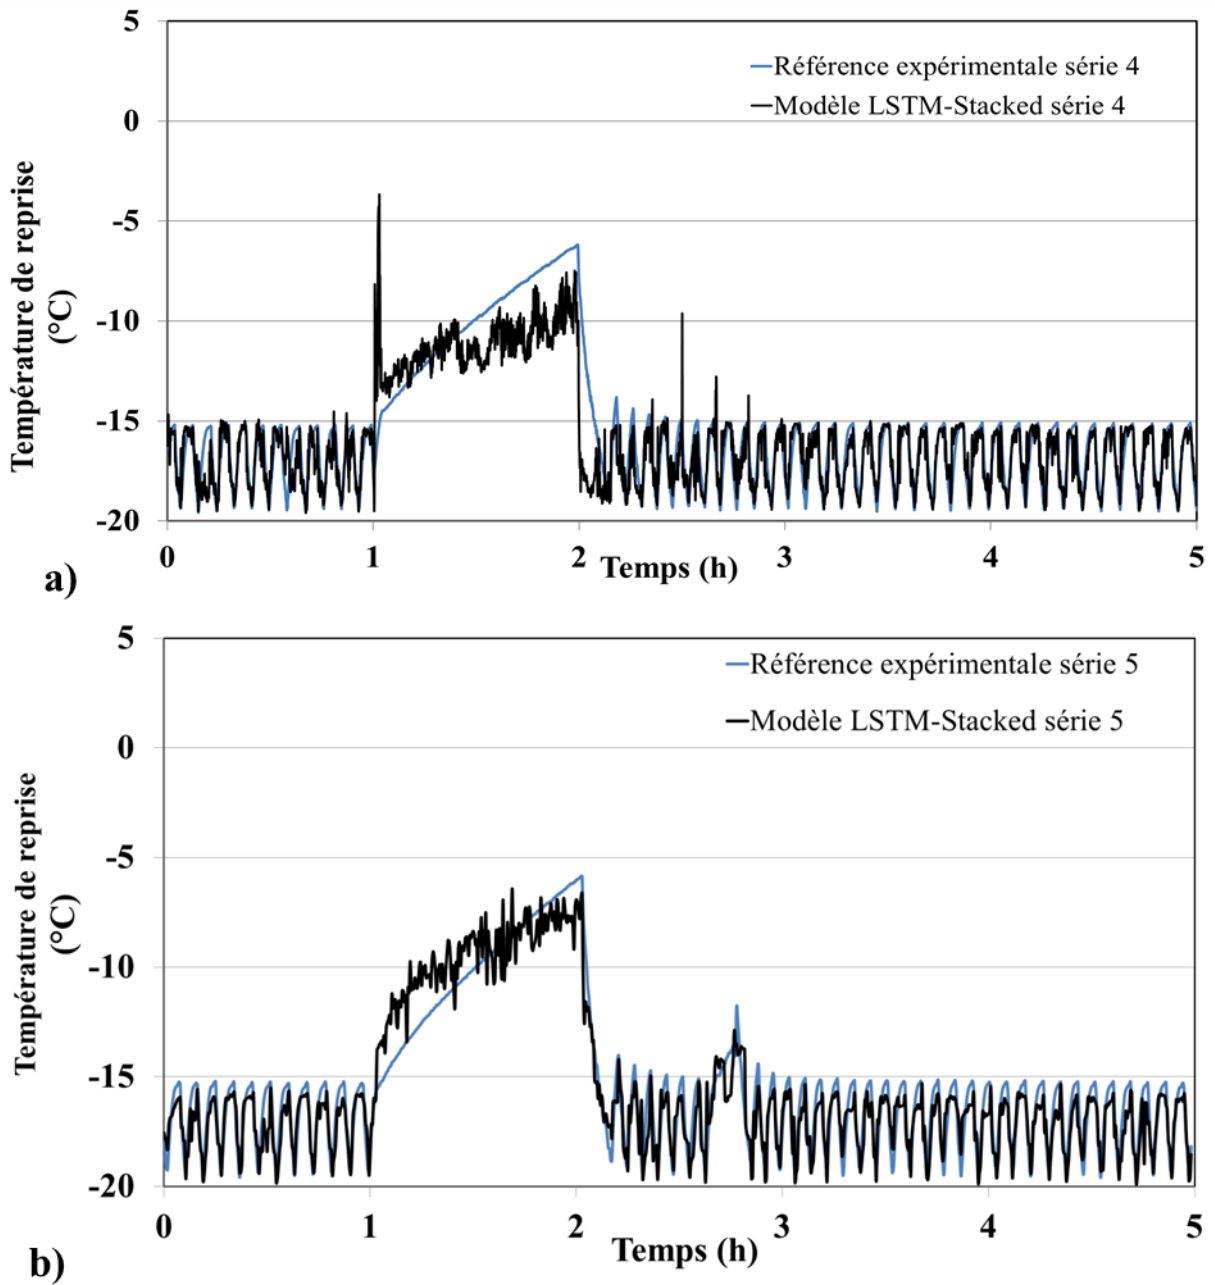 5
0
-5
-10
-15
-20
Température de reprise
(°C)
Référence expérimentale série 4
Modèle LSTM-Stacked série 4
0 1 2 3 4 5
Temps (h)
a)
5
0
-5
-10
-15
-20
Température de reprise
(°C)
Référence expérimentale série 5
Modèle LSTM-Stacked série 5
0 1 2 3 4 5
Temps (h)
b)